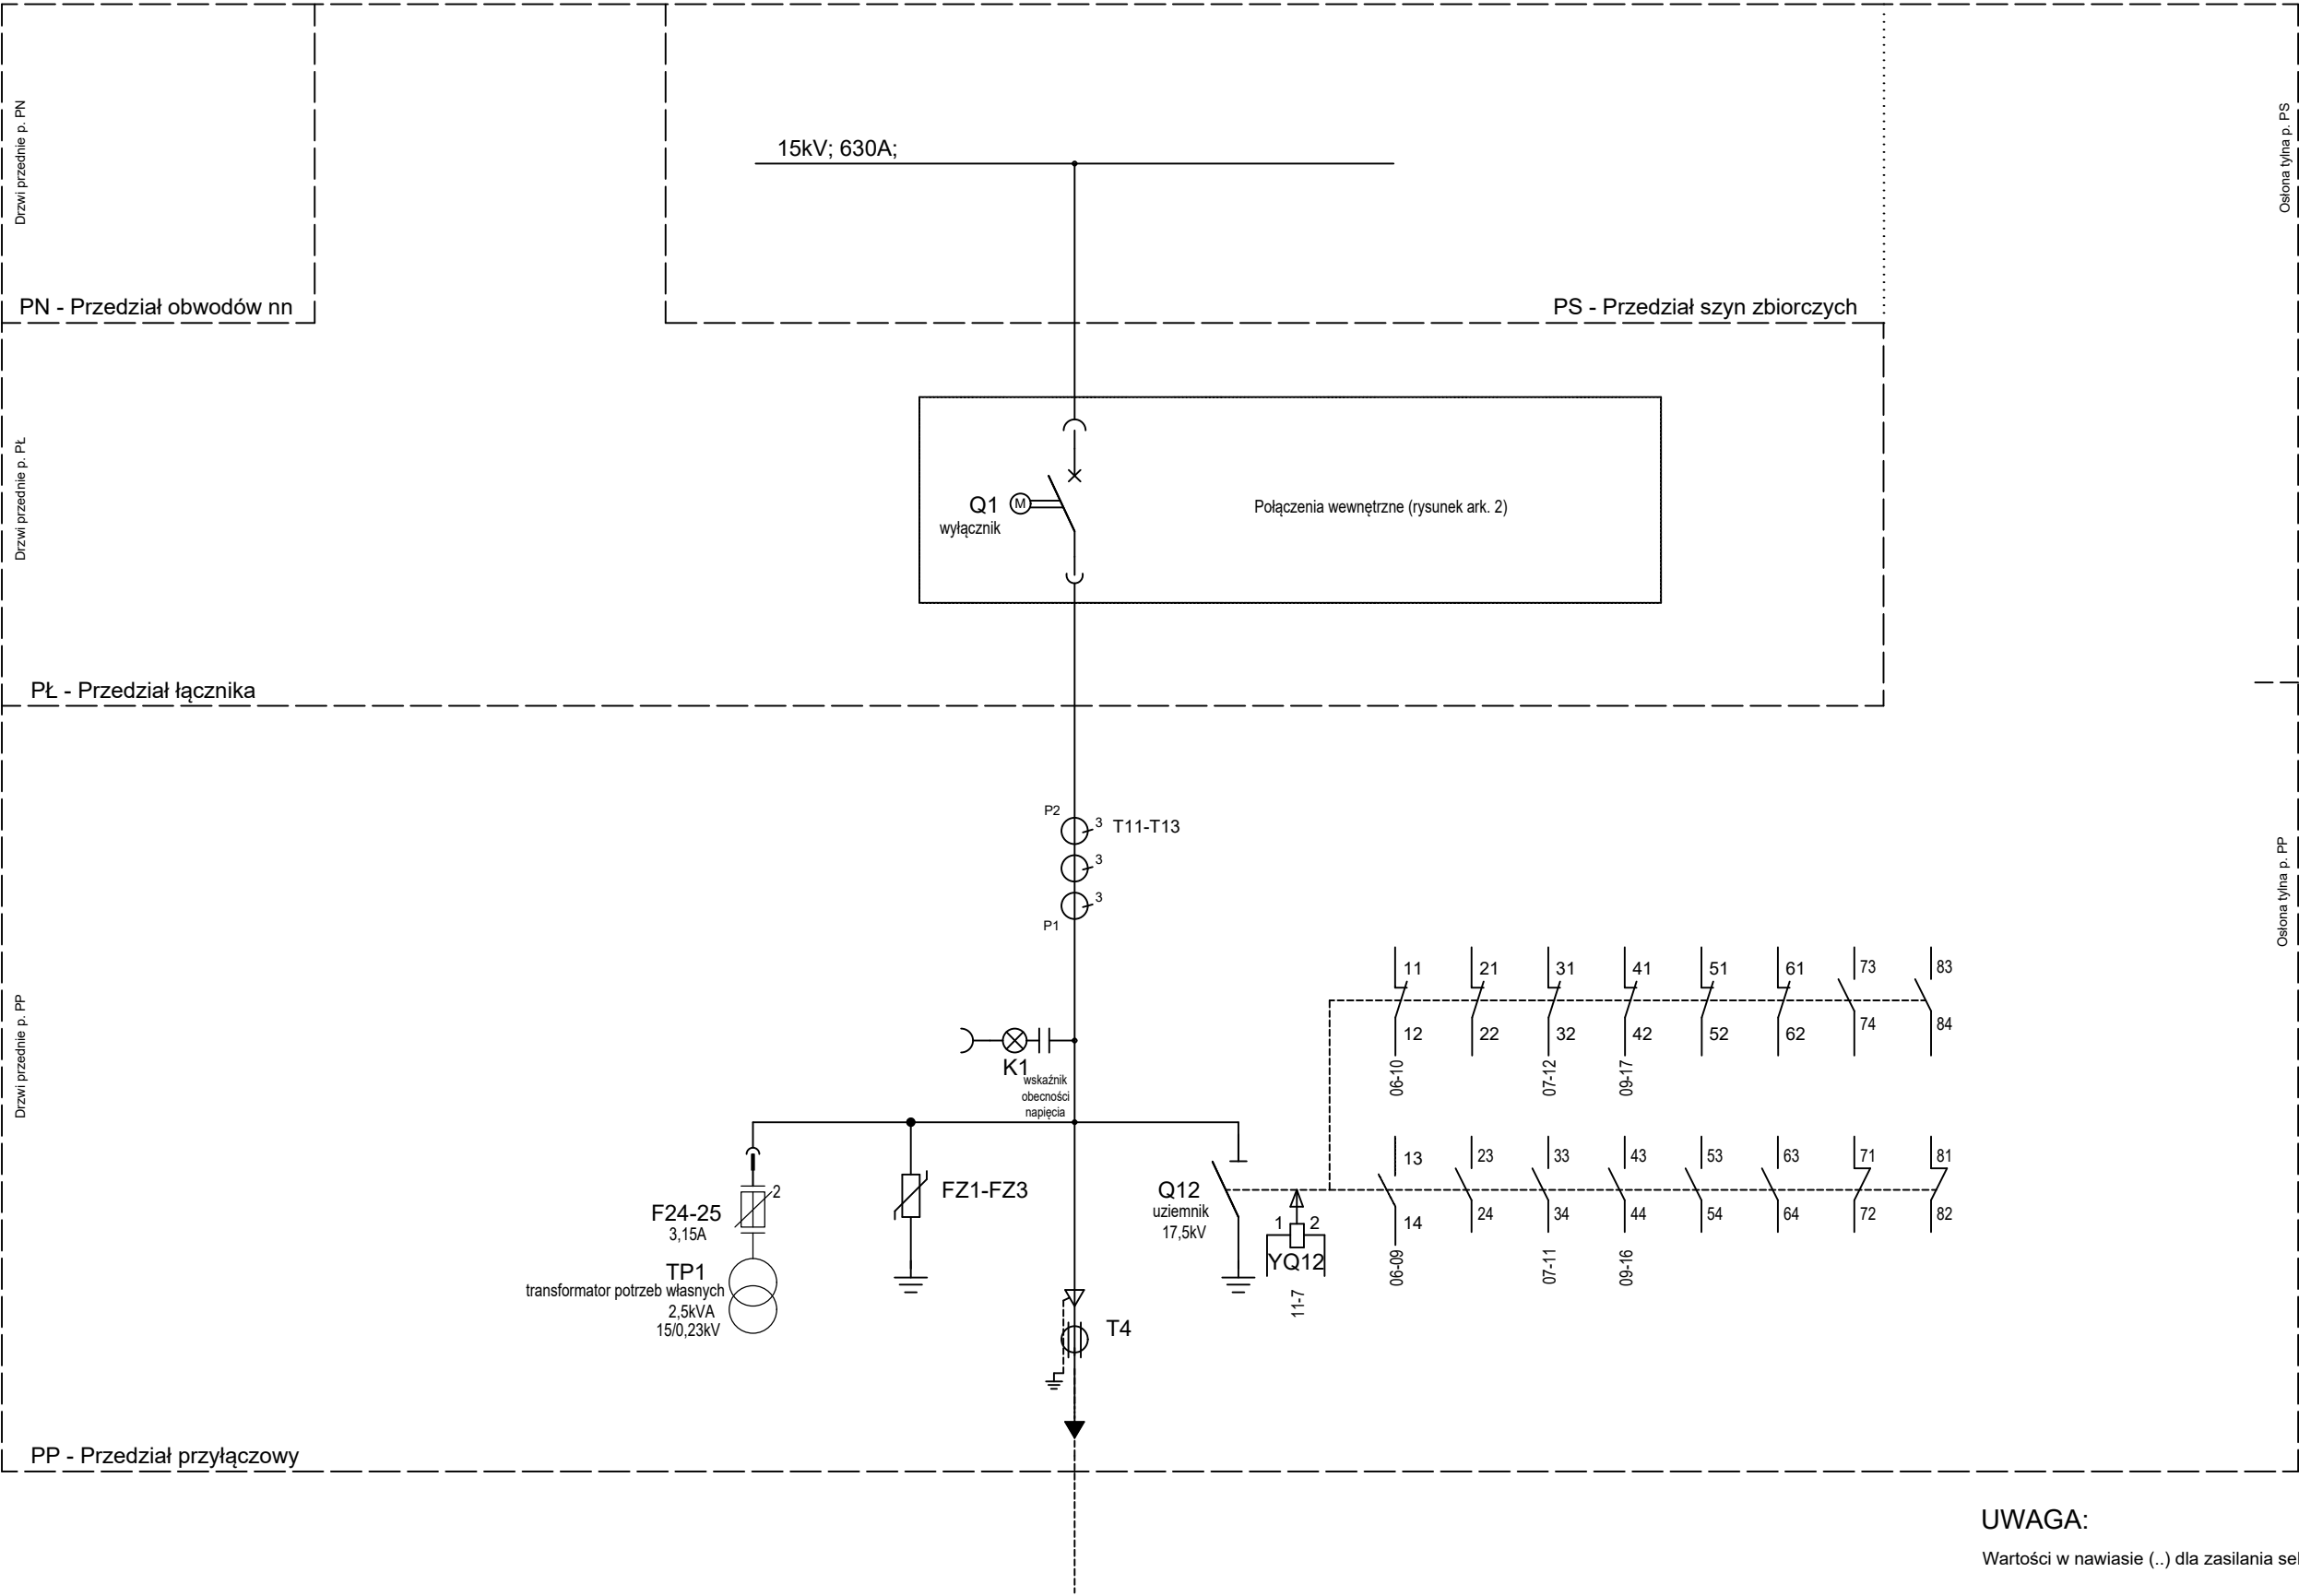 Drzwi przednie p. PN
15kV; 630A;
Osłona tylna p. PS
PN - Przedział obwodów nn
PS - Przedział szyn zbiorczych
Drzwi przednie p. PŁ
Q1
M
wyłącznik
Połączenia wewnętrzne (rysunek ark. 2)
PŁ - Przedział łącznika
P2
3
T11-T13
3
3
P1
Osłona tylna p. PP
Drzwi przednie p. PP
11
21
31
41
51
61
73
83
12
22
32
42
52
62
74
84
06-10
07-12
09-17
K1
wskaźnik
obecności
napięcia
13
23
33
43
53
63
71
81
14
24
34
44
54
64
72
82
06-09
07-11
09-16
F24-25
2
3,15A
FZ1-FZ3
Q12
uziemnik
17,5kV
1 2
YQ12
11-7
TP1
transformator potrzeb własnych
2,5kVA
15/0,23kV
T4
PP - Przedział przyłączowy
UWAGA:
Wartości w nawiasie (..) dla zasilania